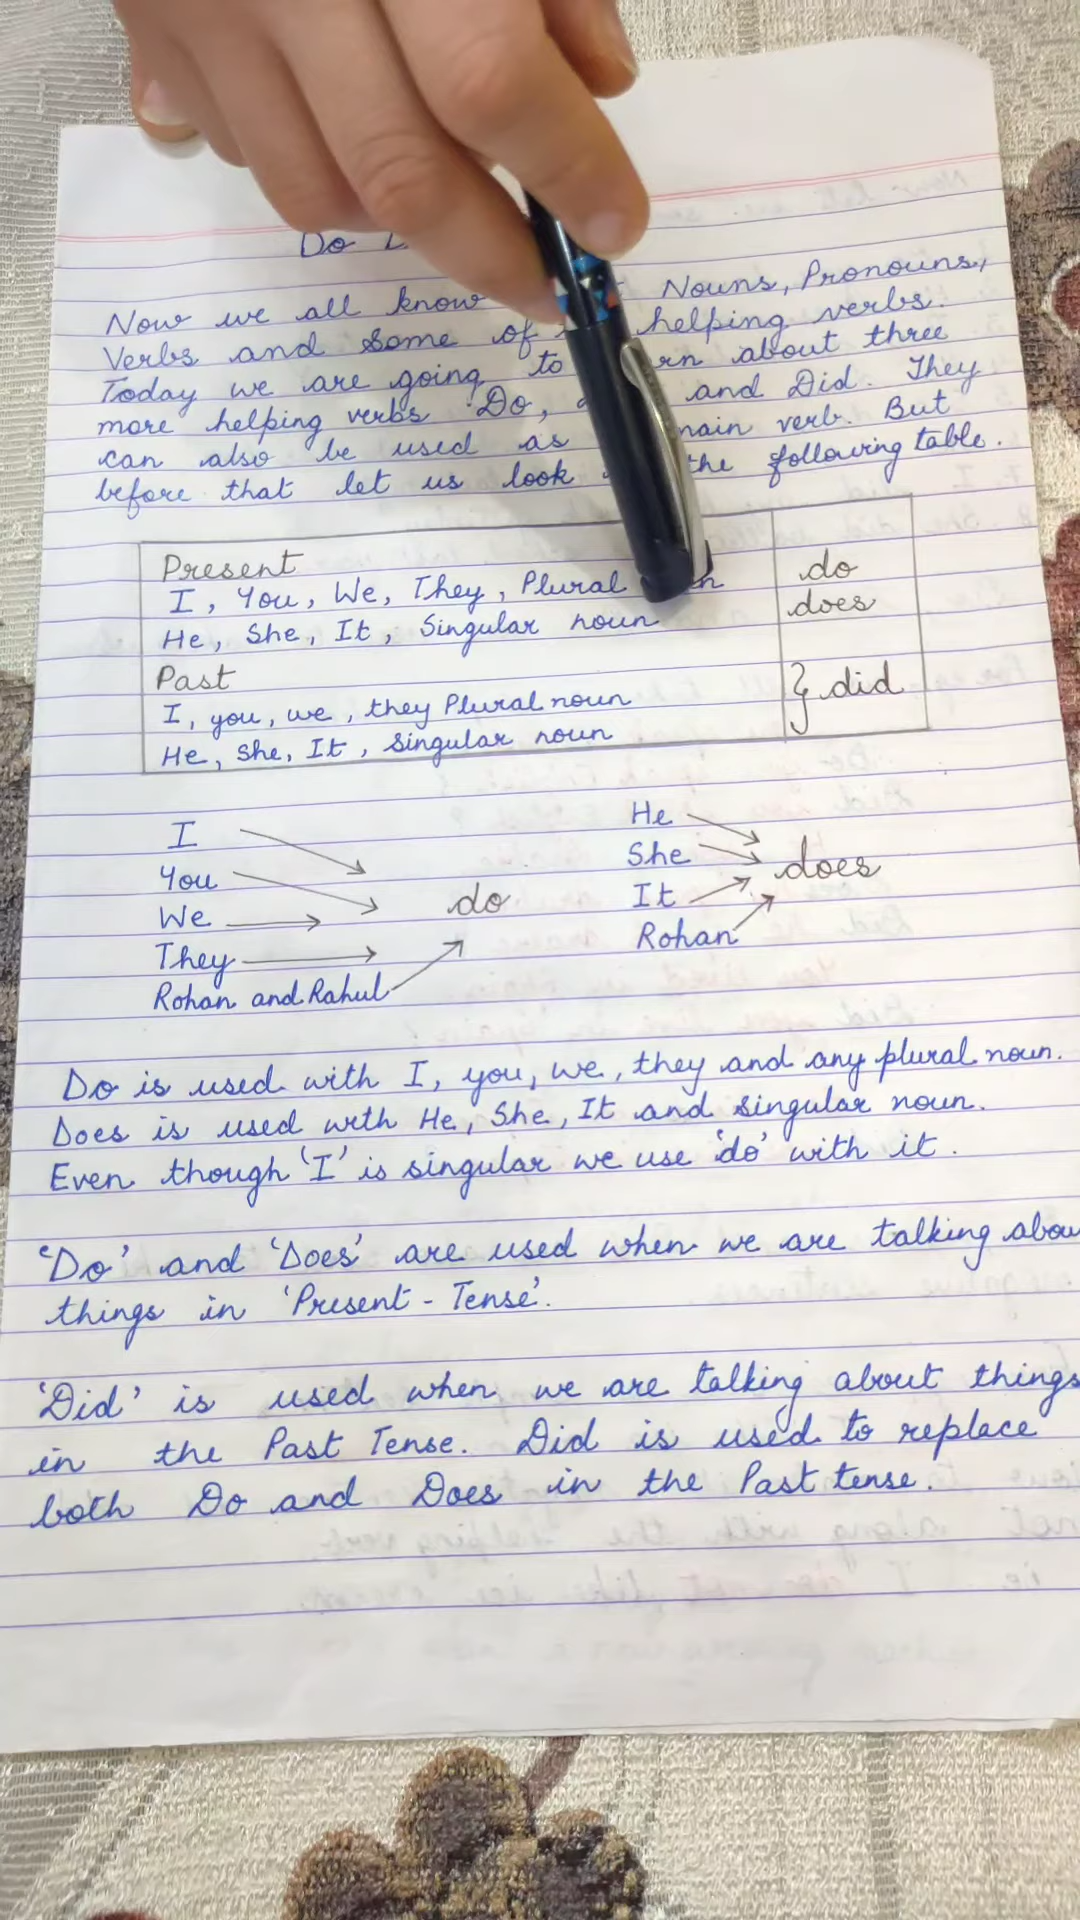 Do
Now we all know Nouns, Pronouns,
Verbs and some of helping verbs.
Today we are going to about three
more helping verbs Do, and Did. They
can also be used as main verb. But
before that let us look the following table.
Present
I, You, We, They, Plural do
He, She, It, Singular noun does
Past
I, you, we, they Plural noun } did
He, She, It, Singular noun
I
You
We
They
Rohan and Rahul
do
He
She
It
Rohan
does
Do is used with I, you, we, they and any plural noun.
Does is used with He, She, It and singular noun.
Even though 'I' is singular we use 'do' with it.
'Do' and 'Does' are used when we are talking abou
things in 'Present - Tense'.
'Did' is used when we are talking about things
in the Past Tense. Did is used to replace
both Do and Does in the Past tense.